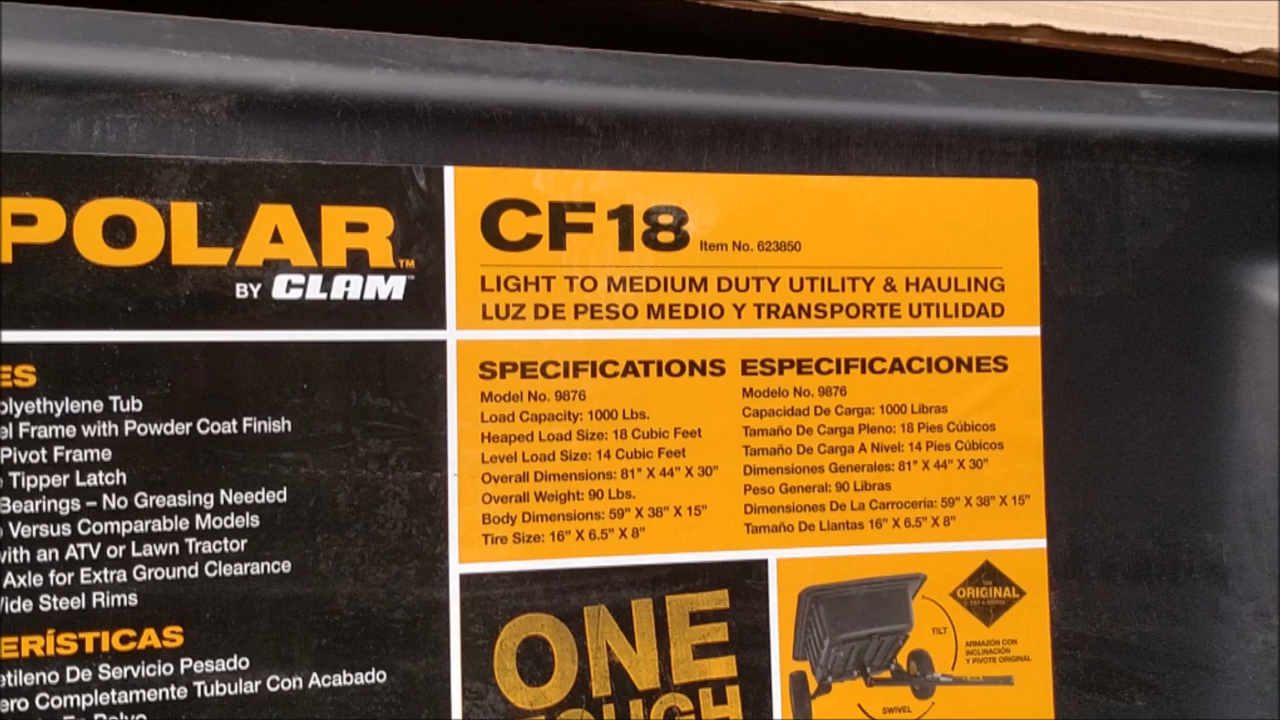 POLAR™
BY CLAM™
CF18 Item No. 623850
LIGHT TO MEDIUM DUTY UTILITY & HAULING
LUZ DE PESO MEDIO Y TRANSPORTE UTILIDAD
ES
olyethylene Tub
el Frame with Powder Coat Finish
Pivot Frame
Tipper Latch
Bearings – No Greasing Needed
Versus Comparable Models
with an ATV or Lawn Tractor
Axle for Extra Ground Clearance
Wide Steel Rims
ERÍSTICAS
etileno De Servicio Pesado
ero Completamente Tubular Con Acabado
SPECIFICATIONS
Model No. 9876
Load Capacity: 1000 Lbs.
Heaped Load Size: 18 Cubic Feet
Level Load Size: 14 Cubic Feet
Overall Dimensions: 81" X 44" X 30"
Overall Weight: 90 Lbs.
Body Dimensions: 59" X 38" X 15"
Tire Size: 16" X 6.5" X 8"
ESPECIFICACIONES
Modelo No. 9876
Capacidad De Carga: 1000 Libras
Tamaño De Carga Pleno: 18 Pies Cúbicos
Tamaño De Carga A Nivel: 14 Pies Cúbicos
Dimensiones Generales: 81" X 44" X 30"
Peso General: 90 Libras
Dimensiones De La Carrocería: 59" X 38" X 15"
Tamaño De Llantas 16" X 6.5" X 8"
ONE
TOUGH
THE
ORIGINAL
TILT
ARMAZÓN CON
INCLINACIÓN
Y PIVOTE ORIGINAL
SWIVEL